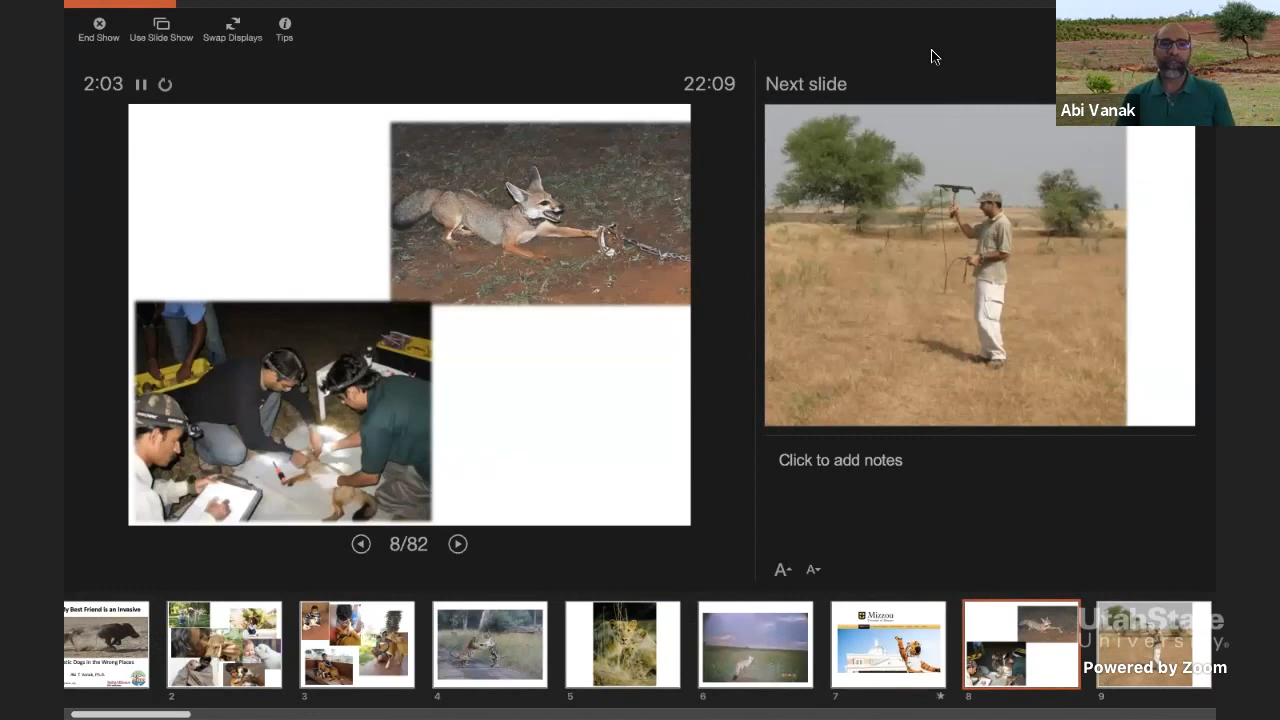 End Show
Use Slide Show
Swap Displays
Tips
2:03
22:09
Next slide
Abi Vanak
Click to add notes
8/82
A
A
y Best Friend is an Invasive
tic Dogs in the Wrong Places
2
3
4
5
6
Mizzou
7
8
9
UtahState
University
Powered by Zoom